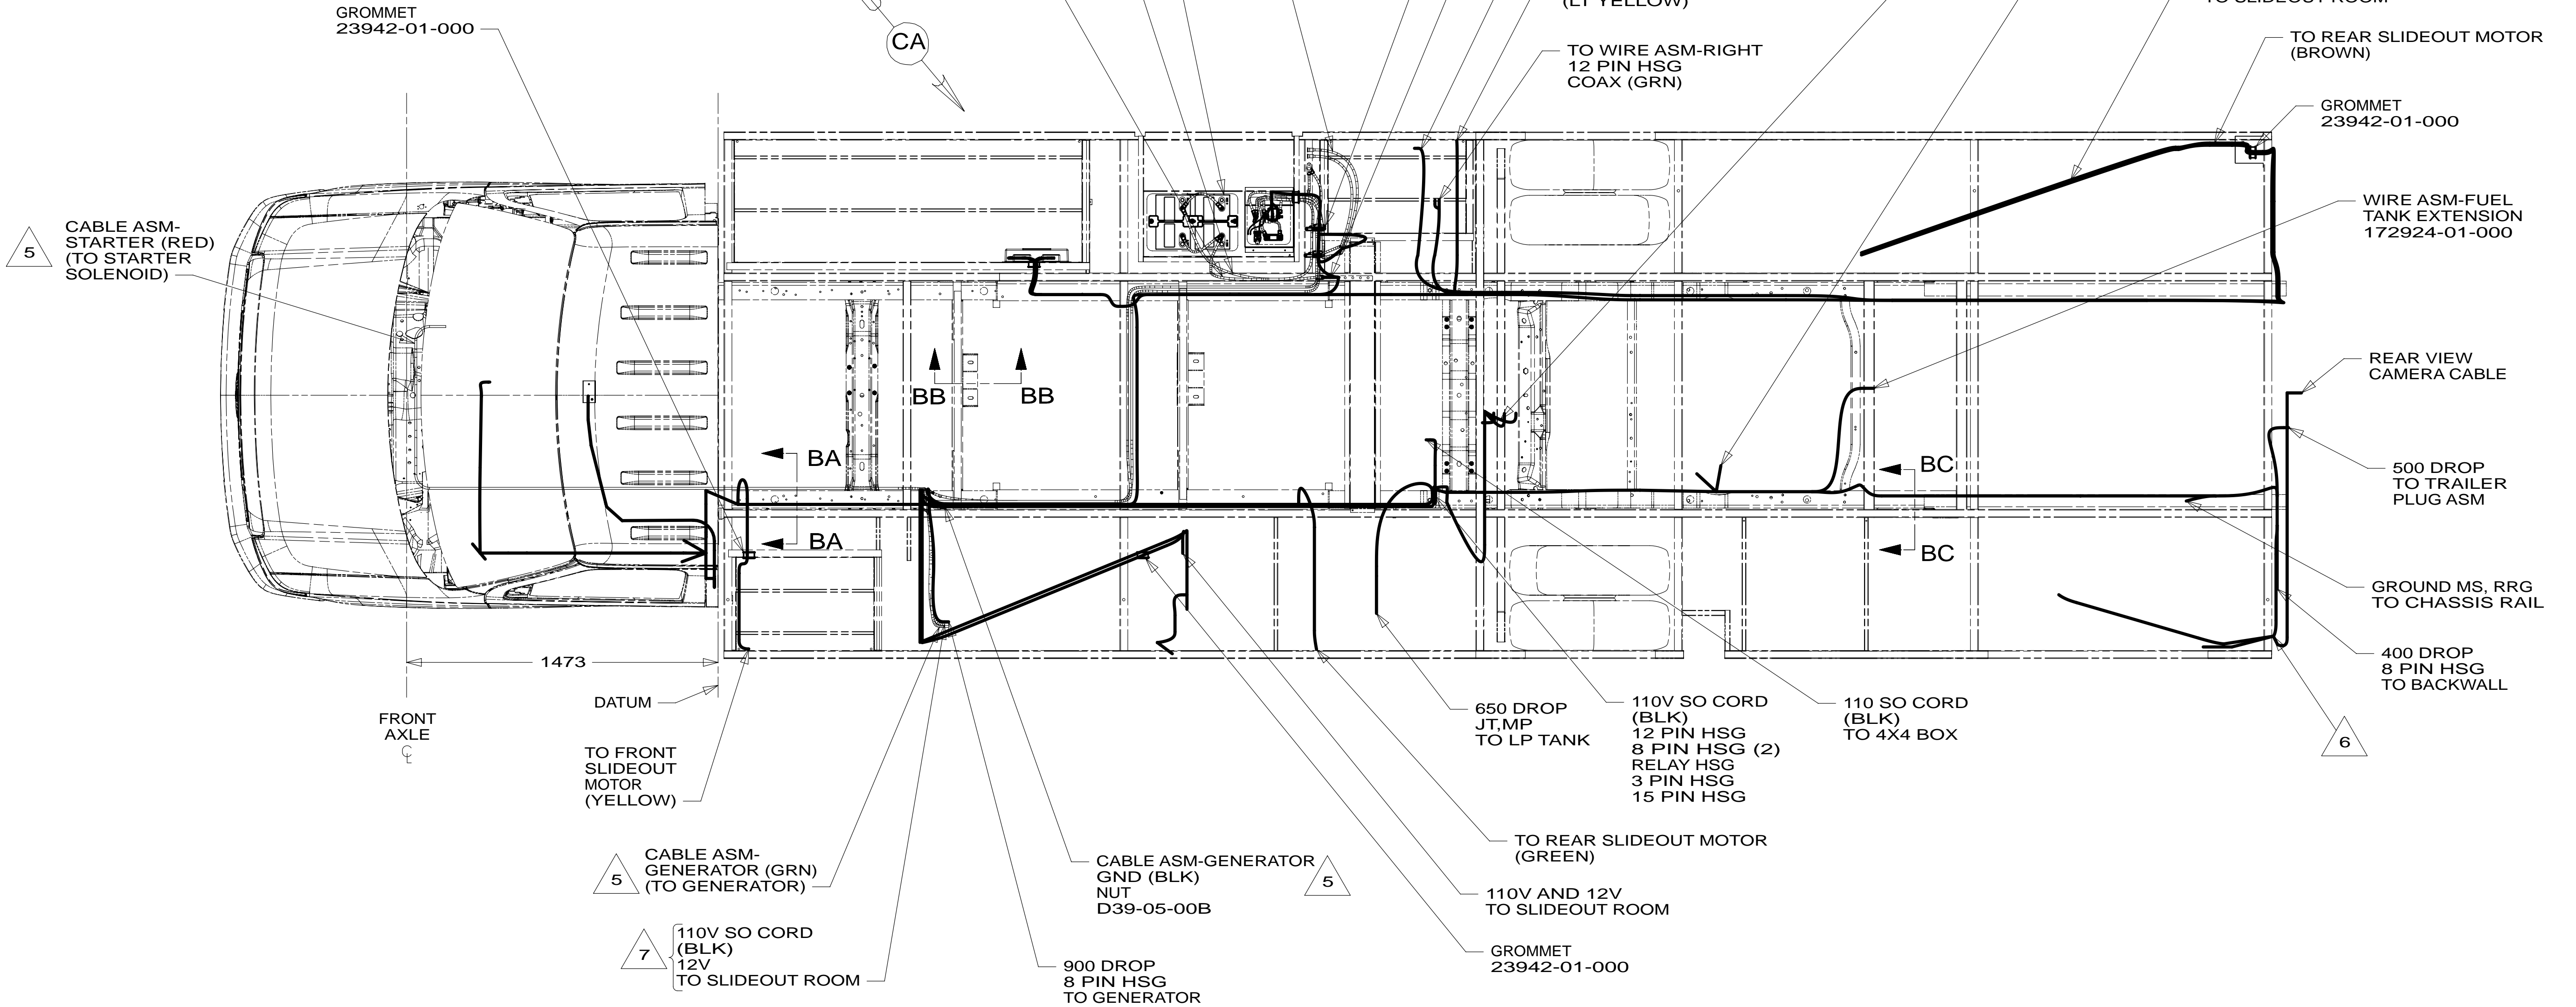 GROMMET
23942-01-000
CA
(LT YELLOW)
TO SLIDEOUT ROOM
TO WIRE ASM-RIGHT
12 PIN HSG
COAX (GRN)
TO REAR SLIDEOUT MOTOR
(BROWN)
GROMMET
23942-01-000
5
CABLE ASM-
STARTER (RED)
(TO STARTER
SOLENOID)
WIRE ASM-FUEL
TANK EXTENSION
172924-01-000
REAR VIEW
CAMERA CABLE
BB
BB
BA
BA
BC
BC
500 DROP
TO TRAILER
PLUG ASM
GROUND MS, RRG
TO CHASSIS RAIL
400 DROP
8 PIN HSG
TO BACKWALL
6
1473
DATUM
FRONT
AXLE
℄
TO FRONT
SLIDEOUT
MOTOR
(YELLOW)
650 DROP
JT,MP
TO LP TANK
110V SO CORD
(BLK)
12 PIN HSG
8 PIN HSG (2)
RELAY HSG
3 PIN HSG
15 PIN HSG
110 SO CORD
(BLK)
TO 4X4 BOX
5
CABLE ASM-
GENERATOR (GRN)
(TO GENERATOR)
CABLE ASM-GENERATOR
GND (BLK)
NUT
D39-05-00B
5
TO REAR SLIDEOUT MOTOR
(GREEN)
110V AND 12V
TO SLIDEOUT ROOM
7
110V SO CORD
(BLK)
12V
TO SLIDEOUT ROOM
900 DROP
8 PIN HSG
TO GENERATOR
GROMMET
23942-01-000